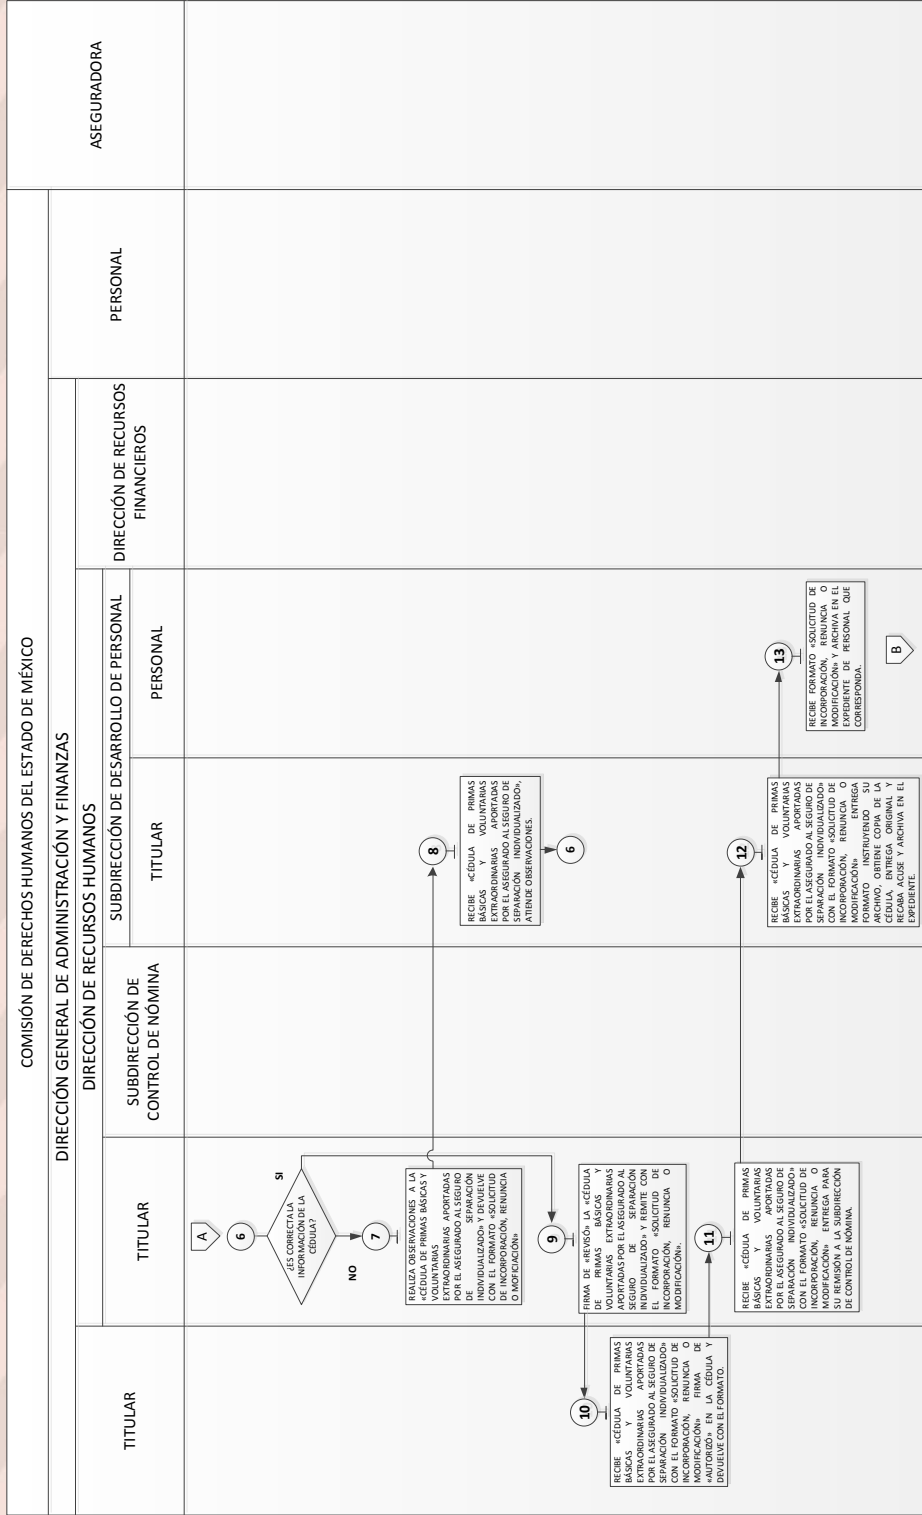 COMISIÓN DE DERECHOS HUMANOS DEL ESTADO DE MÉXICO
ASEGURADORA
DIRECCIÓN GENERAL DE ADMINISTRACIÓN Y FINANZAS
PERSONAL
DIRECCIÓN DE RECURSOS HUMANOS
DIRECCIÓN DE RECURSOS
FINANCIEROS
TITULAR
TITULAR
SUBDIRECCIÓN DE
CONTROL DE NÓMINA
SUBDIRECCIÓN DE DESARROLLO DE PERSONAL
TITULAR
PERSONAL
A
6
¿ES CORRECTA LA
INFORMACIÓN DE LA
CÉDULA?
SI
NO
7
REALIZA OBSERVACIONES A LA
«CÉDULA DE PRIMAS BÁSICAS Y
VOLUNTARIAS
EXTRAORDINARIAS APORTADAS
POR EL ASEGURADO AL SEGURO
DE SEPARACIÓN
INDIVIDUALIZADO» Y DEVUELVE
CON EL FORMATO «SOLICITUD
DE INCORPORACIÓN, RENUNCIA
O MOFICIACIÓN»
8
RECIBE «CÉDULA DE PRIMAS
BÁSICAS Y VOLUNTARIAS
EXTRAORDINARIAS APORTADAS
POR EL ASEGURADO AL SEGURO DE
SEPARACIÓN INDIVIDUALIZADO»,
ATIENDE OBSERVACIONES.
6
9
FIRMA DE «REVISÓ» LA «CÉDULA
DE PRIMAS BÁSICAS Y
VOLUNTARIAS EXTRAORDINARIAS
APORTADAS POR EL ASEGURADO AL
SEGURO DE SEPARACIÓN
INDIVIDUALIZADO» Y REMITE CON
EL FORMATO «SOLICITUD DE
INCORPORACIÓN, RENUNCIA O
MODIFICACIÓN».
10
RECIBE «CÉDULA DE PRIMAS
BÁSICAS Y VOLUNTARIAS
EXTRAORDINARIAS APORTADAS
POR EL ASEGURADO AL SEGURO DE
SEPARACIÓN INDIVIDUALIZADO»
CON EL FORMATO «SOLICITUD DE
INCORPORACIÓN, RENUNCIA O
MODIFICACIÓN» FIRMA DE
«AUTORIZÓ» EN LA CÉDULA Y
DEVUELVE CON EL FORMATO.
11
RECIBE «CÉDULA DE PRIMAS
BÁSICAS Y VOLUNTARIAS
EXTRAORDINARIAS APORTADAS
POR EL ASEGURADO AL SEGURO DE
SEPARACIÓN INDIVIDUALIZADO»
CON EL FORMATO «SOLICITUD DE
INCORPORACIÓN, RENUNCIA O
MODIFICACIÓN» ENTREGA PARA
SU REMISIÓN A LA SUBDIRECCIÓN
DE CONTROL DE NÓMINA.
12
RECIBE «CÉDULA DE PRIMAS
BÁSICAS Y VOLUNTARIAS
EXTRAORDINARIAS APORTADAS
POR EL ASEGURADO AL SEGURO DE
SEPARACIÓN INDIVIDUALIZADO»
CON EL FORMATO «SOLICITUD DE
INCORPORACIÓN, RENUNCIA O
MODIFICACIÓN» ENTREGA
FORMATO INSTRUYENDO SU
ARCHIVO, OBTIENE COPIA DE LA
CÉDULA, ENTREGA ORIGINAL Y
RECABA ACUSE Y ARCHIVA EN EL
EXPEDIENTE.
13
RECIBE FORMATO «SOLICITUD DE
INCORPORACIÓN, RENUNCIA O
MODIFICACIÓN» Y ARCHIVA EN EL
EXPEDIENTE DE PERSONAL QUE
CORRESPONDA.
B